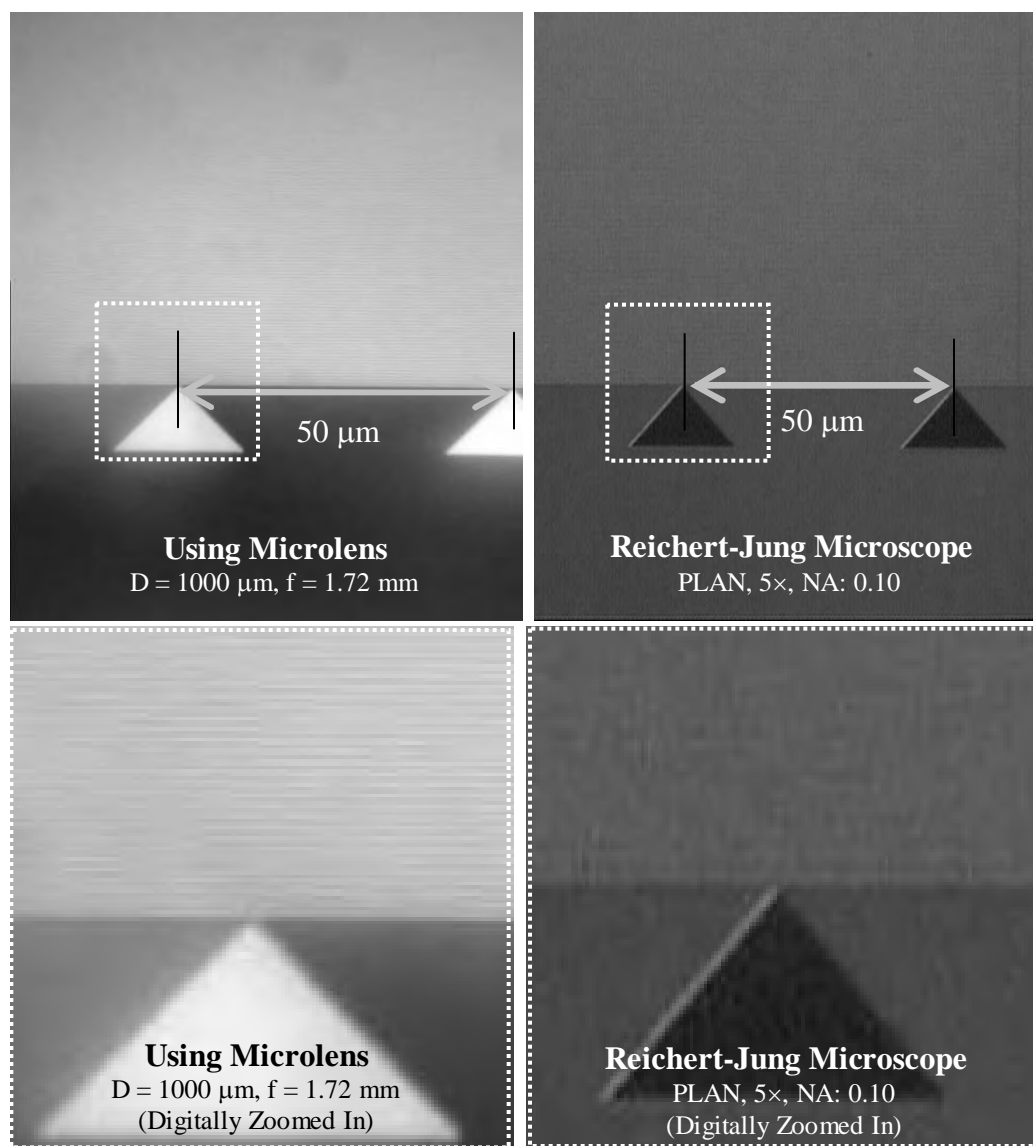 50 μm
Using Microlens
D = 1000 μm, f = 1.72 mm
50 μm
Reichert-Jung Microscope
PLAN, 5×, NA: 0.10
Using Microlens
D = 1000 μm, f = 1.72 mm
(Digitally Zoomed In)
Reichert-Jung Microscope
PLAN, 5×, NA: 0.10
(Digitally Zoomed In)